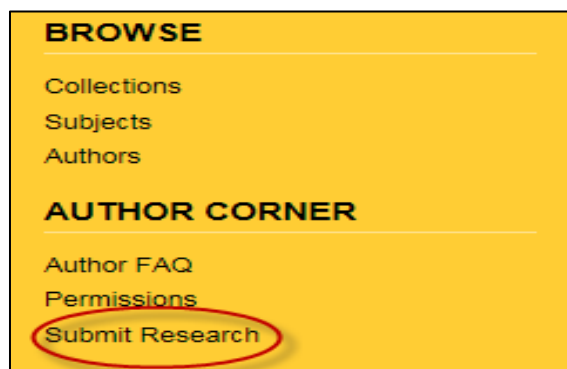 BROWSE
Collections
Subjects
Authors
AUTHOR CORNER
Author FAQ
Permissions
Submit Research